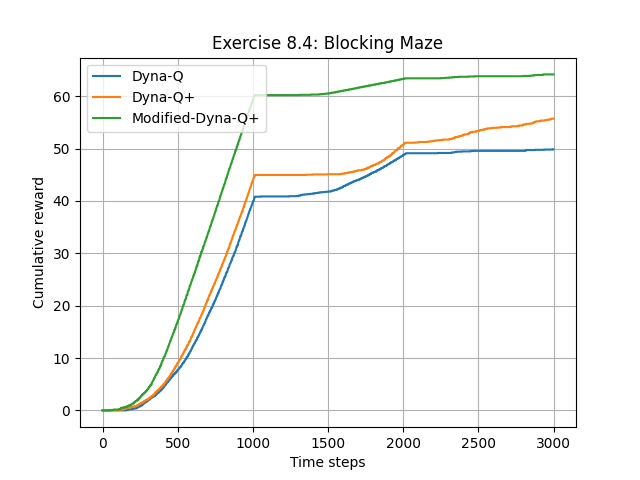 Exercise 8.4: Blocking Maze
Dyna-Q
Dyna-Q+
Modified-Dyna-Q+
60
50
40
30
20
10
0
Cumulative reward
0 500 1000 1500 2000 2500 3000
Time steps